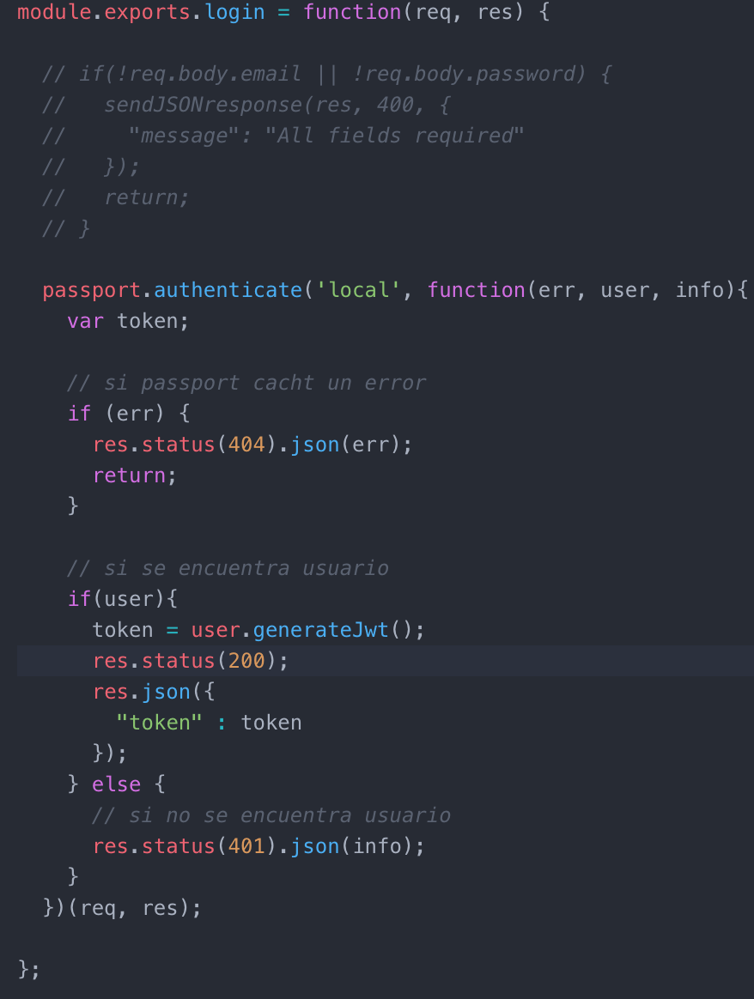 module.exports.login = function(req, res) {
// if(!req.body.email || !req.body.password) {
//   sendJSONresponse(res, 400, {
//     "message": "All fields required"
//   });
//   return;
// }
passport.authenticate('local', function(err, user, info){
var token;
// si passport cacht un error
if (err) {
res.status(404).json(err);
return;
}
// si se encuentra usuario
if(user){
token = user.generateJwt();
res.status(200);
res.json({
"token" : token
});
} else {
// si no se encuentra usuario
res.status(401).json(info);
}
})(req, res);
};